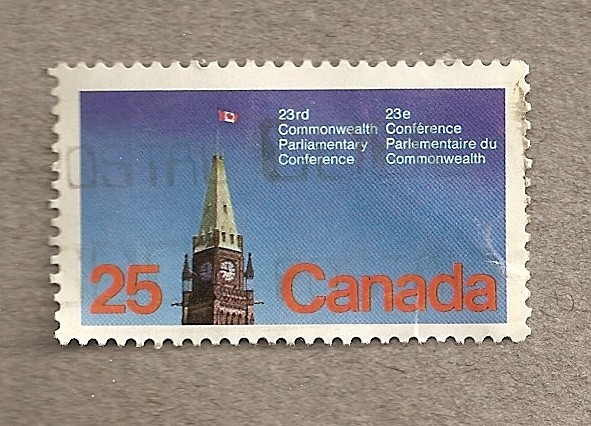 23rd
Commonwealth
Parliamentary
Conference
23e
Conférence
Parlementaire du
Commonwealth
25 Canada